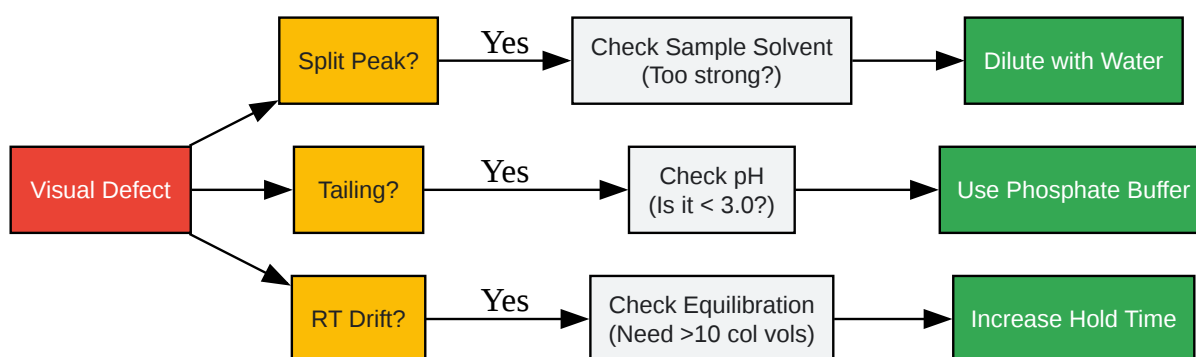 Split Peak?
Yes
Check Sample Solvent
(Too strong?)
Dilute with Water
Visual Defect
Tailing?
Yes
Check pH
(Is it < 3.0?)
Use Phosphate Buffer
RT Drift?
Yes
Check Equilibration
(Need >10 col vols)
Increase Hold Time